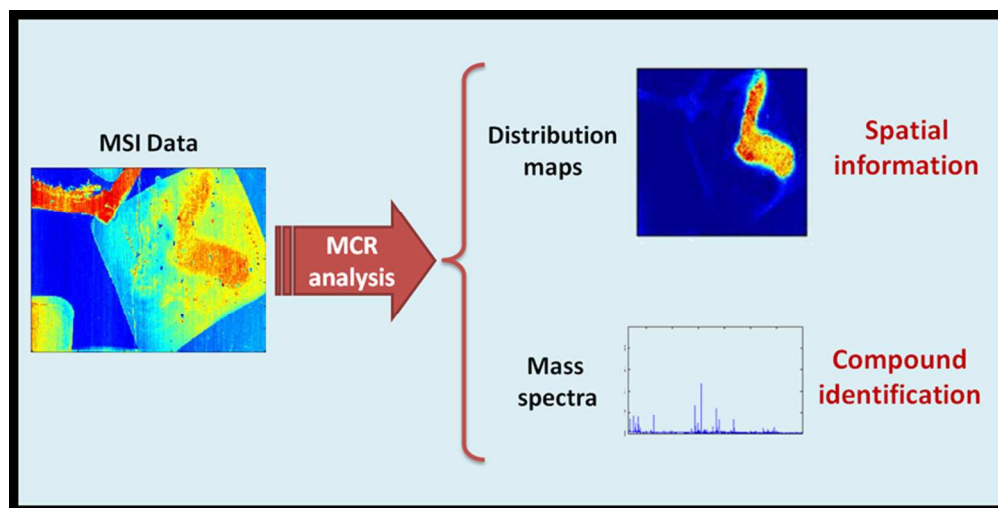 MSI Data
MCR
analysis
Distribution
maps
Spatial
information
Mass
spectra
Compound
identification